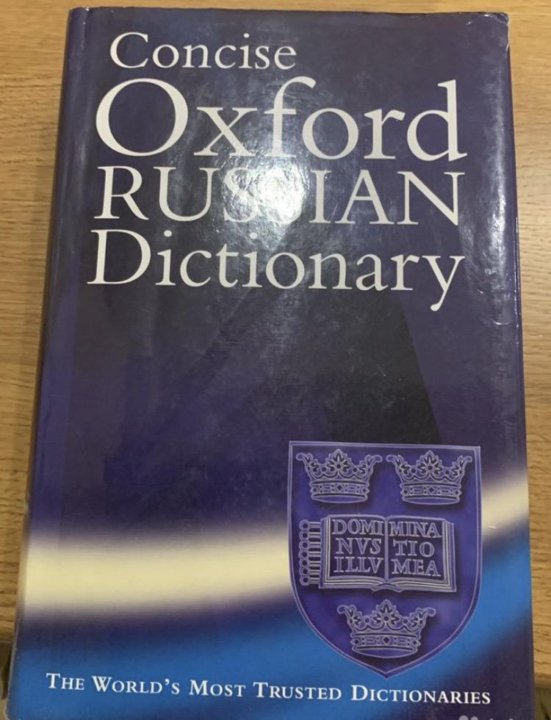 Concise
Oxford
RUSSIAN
Dictionary
DOMI MINA
NVS TIO
ILLV MEA
THE WORLD'S MOST TRUSTED DICTIONARIES